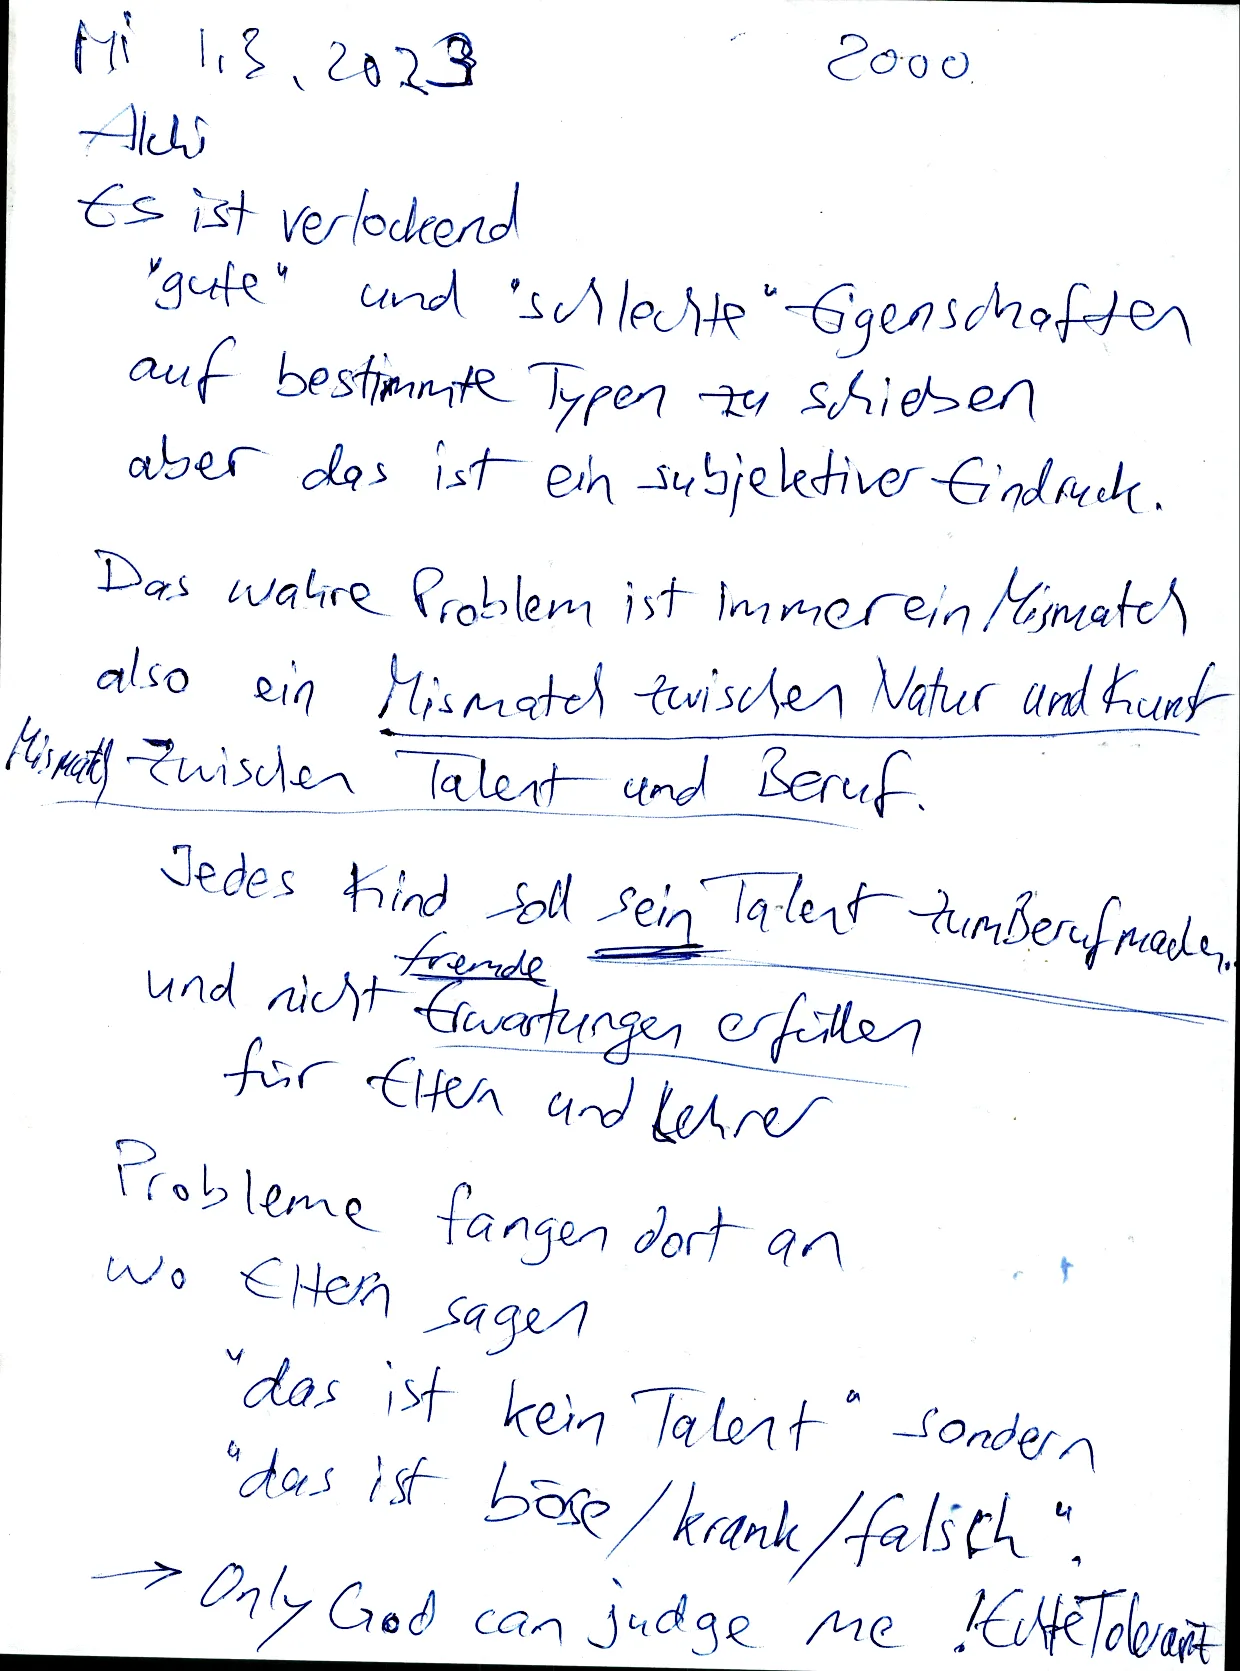 Mi 1.3.2023 2000
Alchi
Es ist verlockend
"gute" und "schlechte" Eigenschaften
auf bestimmte Typen zu schieben
aber das ist ein subjektiver Eindruck.
Das wahre Problem ist immer ein Mismatch
also ein Mismatch zwischen Natur und Kunst
Mismatch zwischen Talent und Beruf.
Jedes Kind soll sein Talent zum Beruf machen.
und nicht fremde Erwartungen erfüllen
für Eltern und Lehrer
Probleme fangen dort an
wo Eltern sagen
"das ist kein Talent" sondern
"das ist böse/krank/falsch".
→ Only God can judge me ! Echte Toleranz